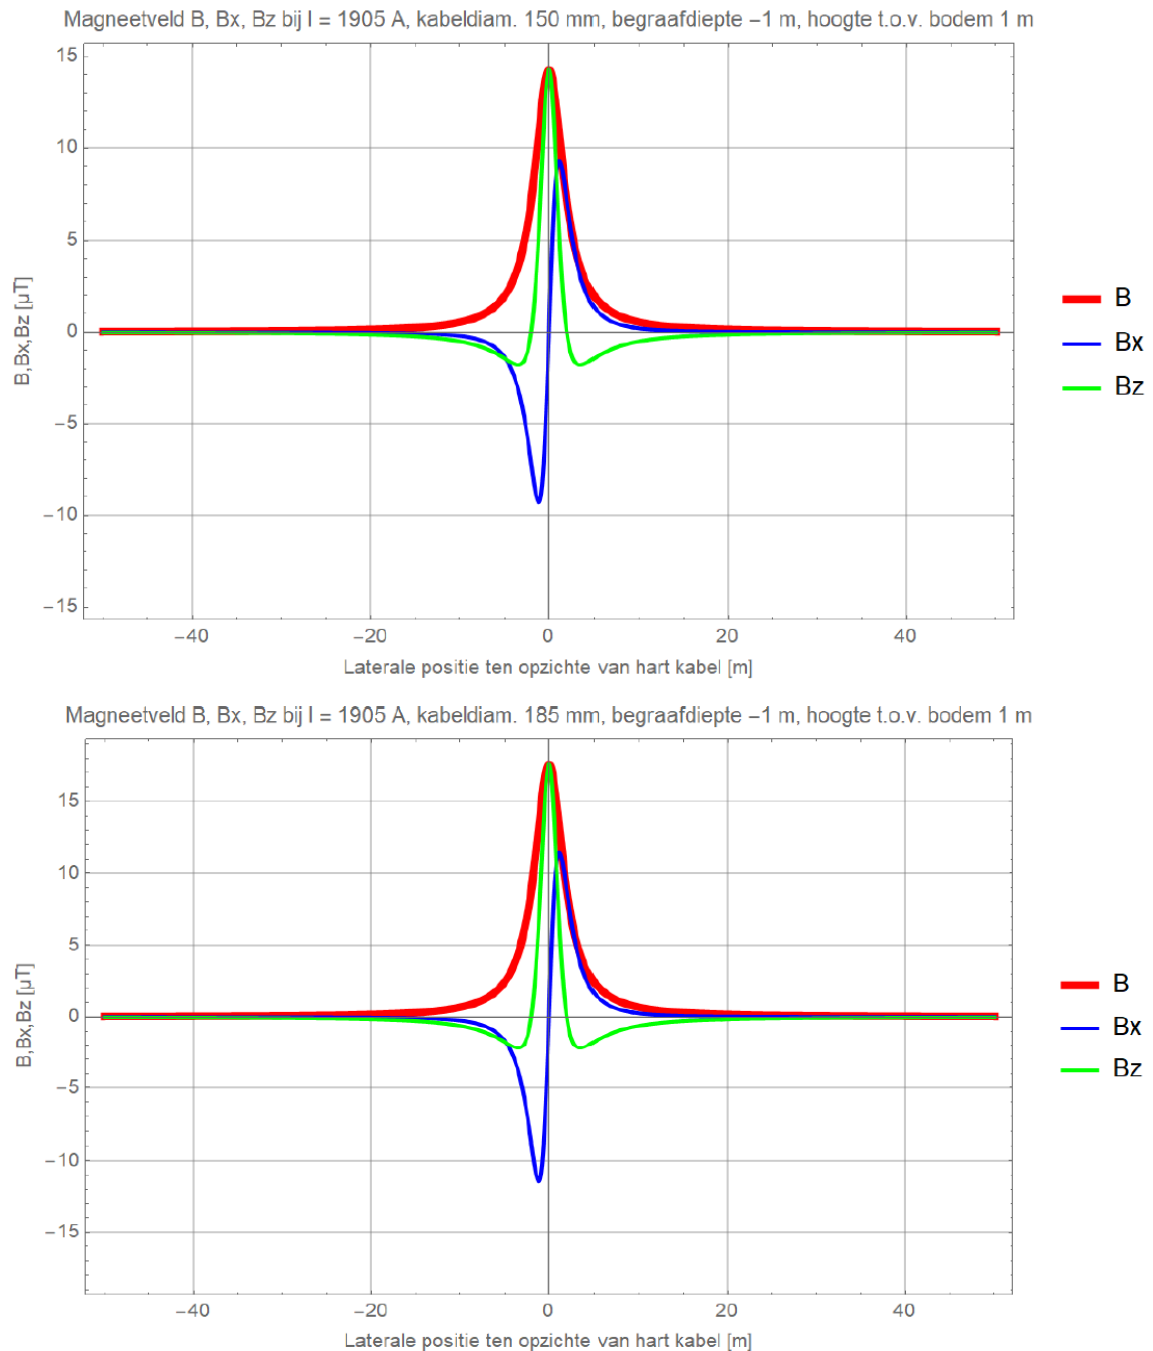 Magneetveld B, Bx, Bz bij I = 1905 A, kabeldiam. 150 mm, begraafdiepte −1 m, hoogte t.o.v. bodem 1 m
15
10
5
0
−5
−10
−15
B,Bx,Bz [µT]
−40 −20 0 20 40
Laterale positie ten opzichte van hart kabel [m]
B
Bx
Bz
Magneetveld B, Bx, Bz bij I = 1905 A, kabeldiam. 185 mm, begraafdiepte −1 m, hoogte t.o.v. bodem 1 m
15
10
5
0
−5
−10
−15
B,Bx,Bz [µT]
−40 −20 0 20 40
Laterale positie ten opzichte van hart kabel [m]
B
Bx
Bz